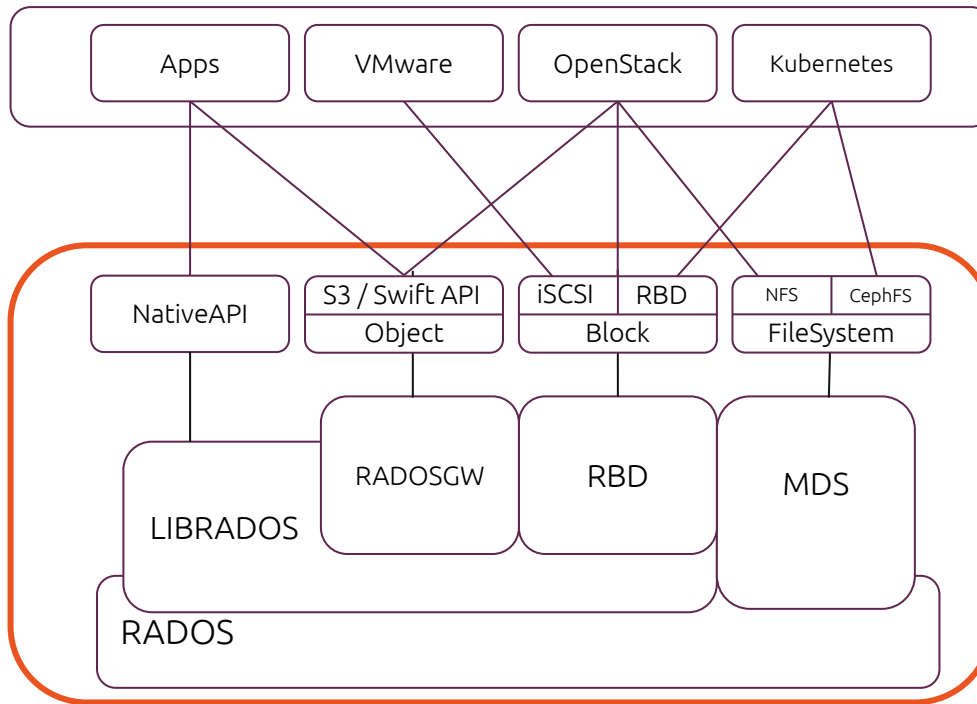 Apps
VMware
OpenStack
Kubernetes
NativeAPI
S3 / Swift API
Object
iSCSI
RBD
Block
NFS
CephFS
FileSystem
RADOSGW
RBD
MDS
LIBRADOS
RADOS